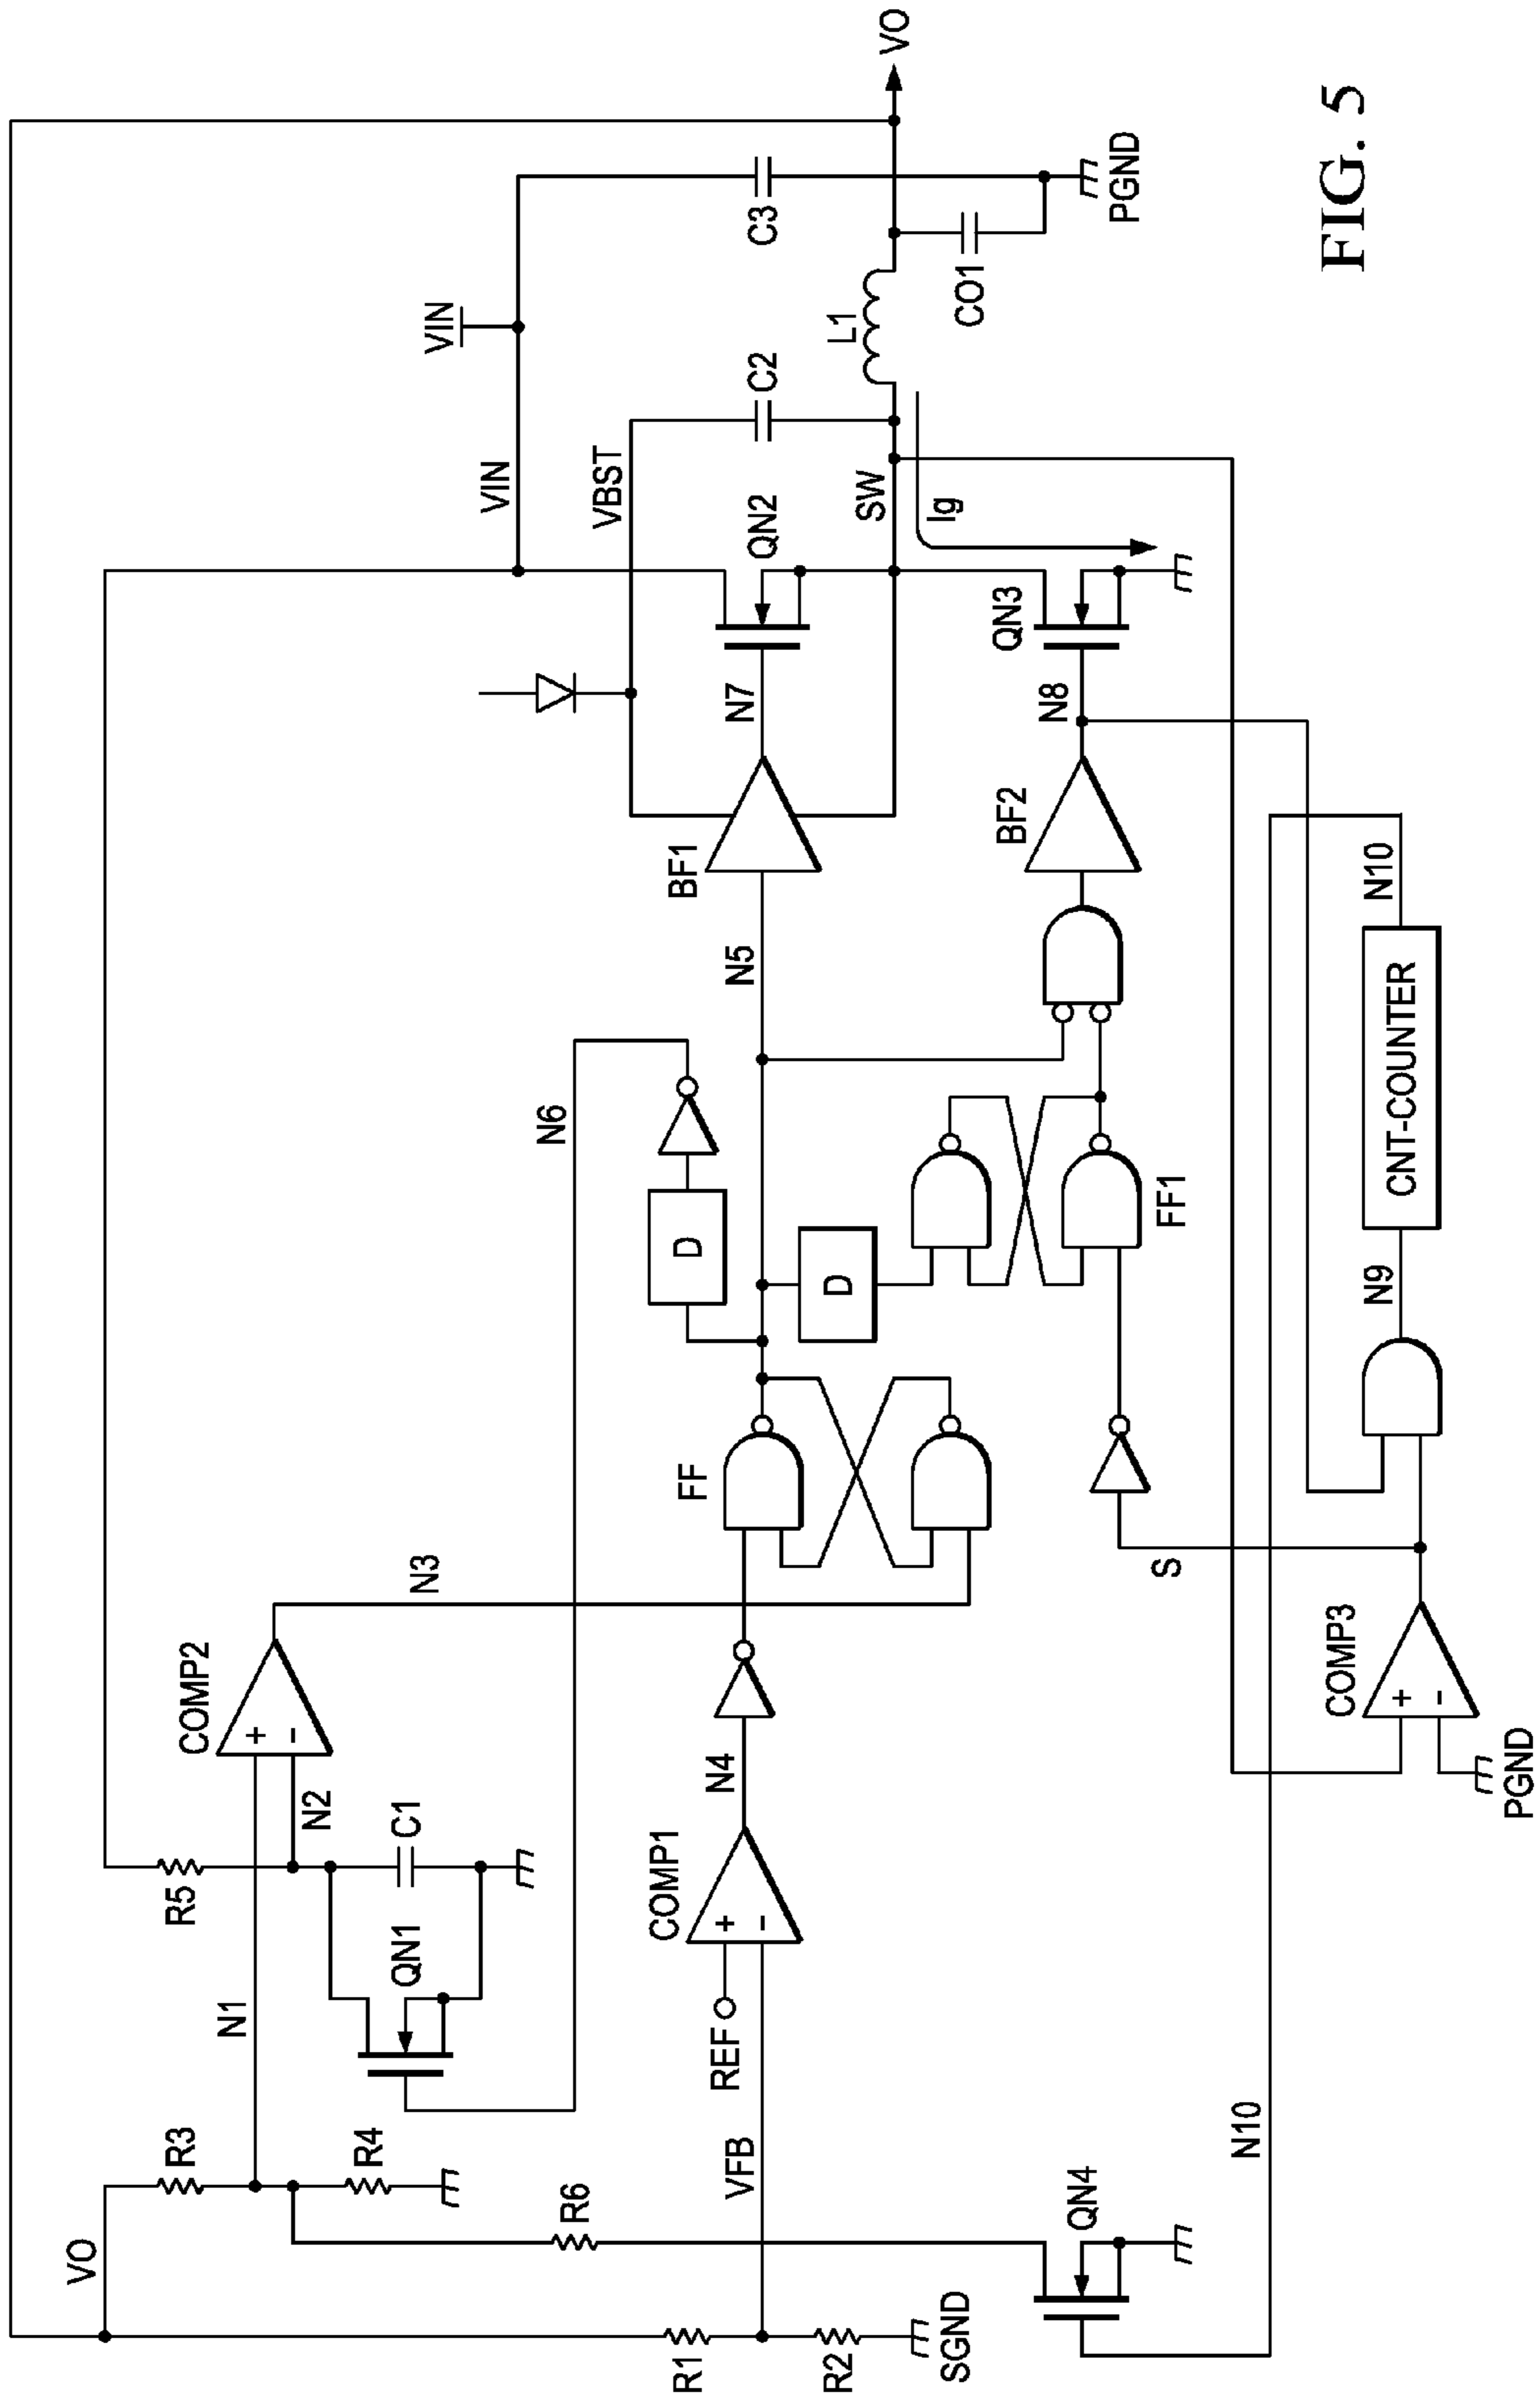 VO
R3
N1
R4
R6
R1
VFB
R2
SGND
QN4
N10
R5
N2
C1
QN1
COMP2
+
-
N3
REF
COMP1
+
-
N4
FF
S
COMP3
+
-
PGND
D
D
N6
N5
FF1
N9
CNT-COUNTER
N10
BF1
BF2
N7
N8
QN2
QN3
VIN
VIN
VBST
SW
Ig
C2
L1
C3
CO1
PGND
VO
FIG. 5